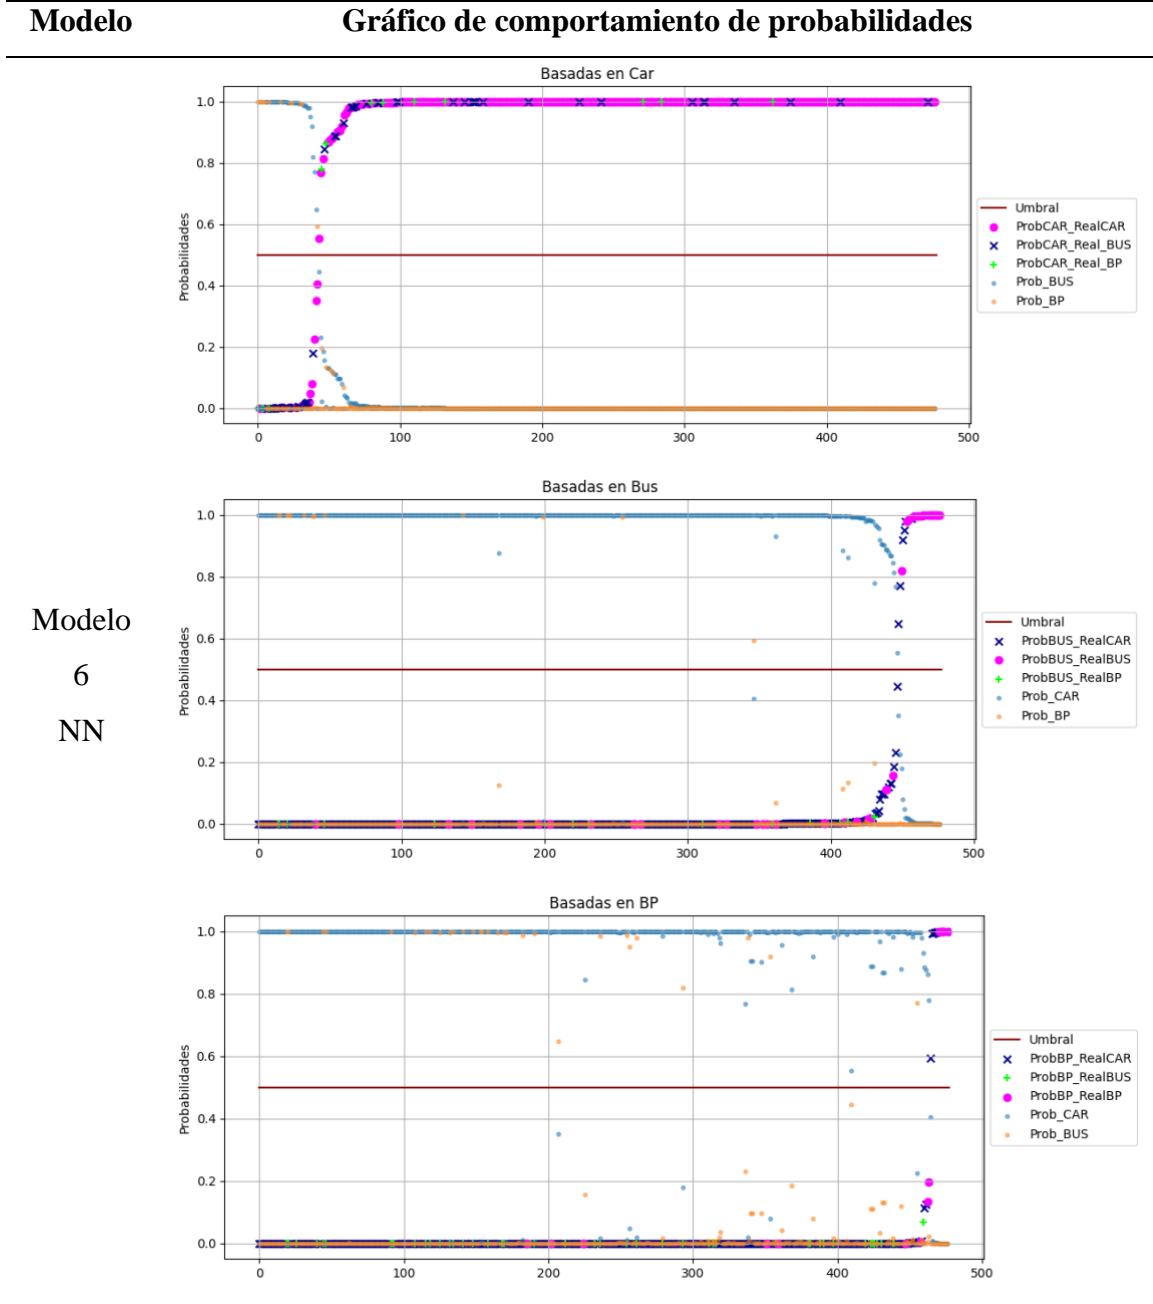 Modelo Gráfico de comportamiento de probabilidades
Basadas en Car
1.0
0.8
0.6
0.4
0.2
0.0
Probabilidades
0 100 200 300 400 500
Umbral
ProbCAR_RealCAR
ProbCAR_Real_BUS
ProbCAR_Real_BP
Prob_BUS
Prob_BP
Modelo
6
NN
Basadas en Bus
1.0
0.8
0.6
0.4
0.2
0.0
Probabilidades
0 100 200 300 400 500
Umbral
ProbBUS_RealCAR
ProbBUS_RealBUS
ProbBUS_RealBP
Prob_CAR
Prob_BP
Basadas en BP
1.0
0.8
0.6
0.4
0.2
0.0
Probabilidades
0 100 200 300 400 500
Umbral
ProbBP_RealCAR
ProbBP_RealBUS
ProbBP_RealBP
Prob_CAR
Prob_BUS